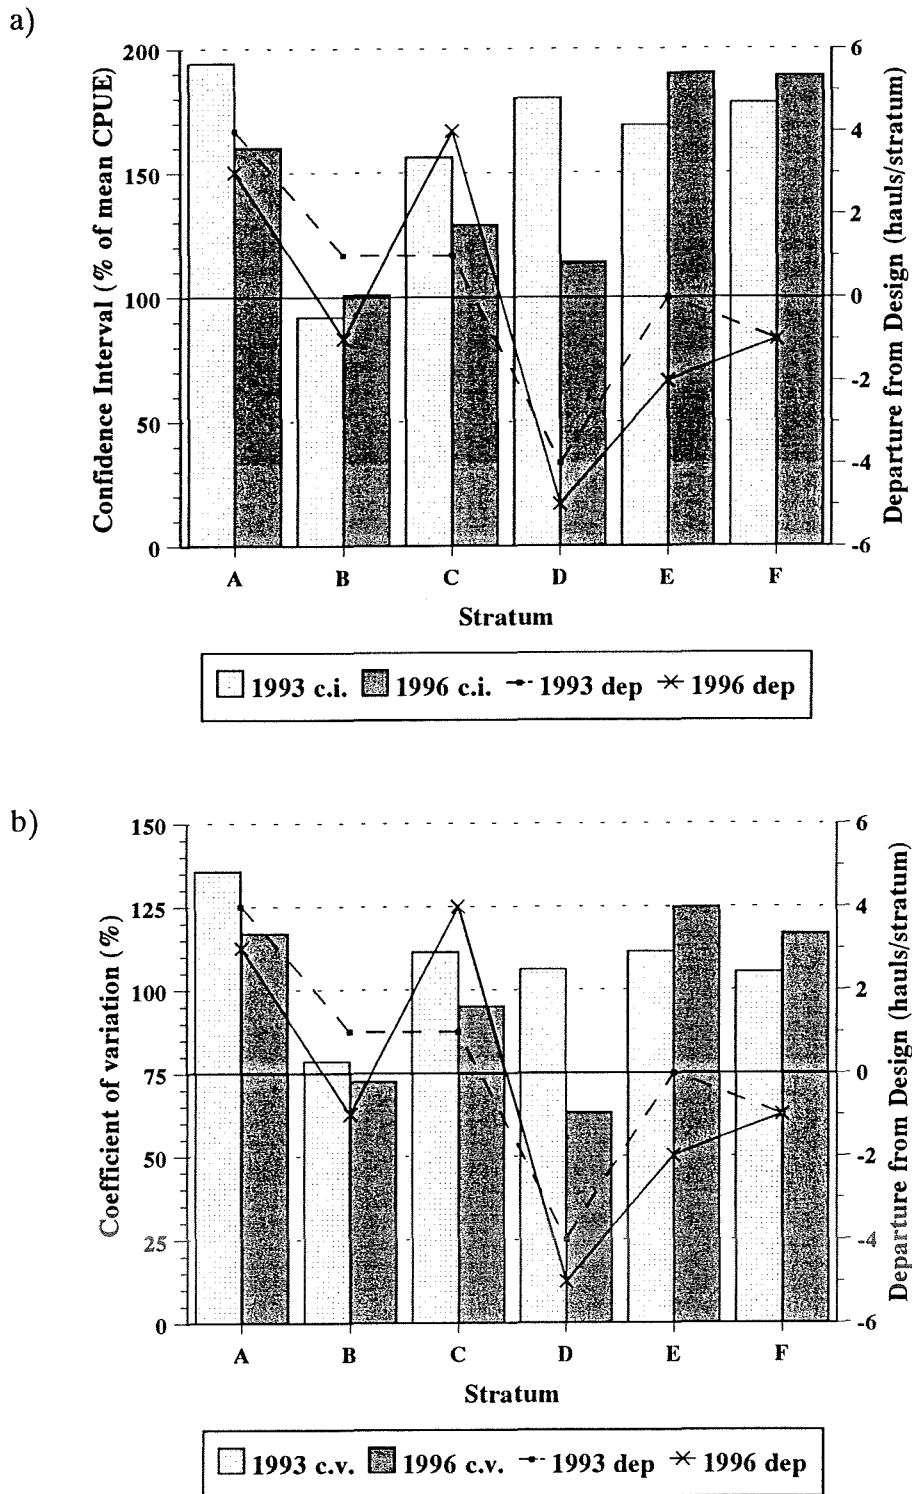 a)
200
150
100
50
0
Confidence Interval (% of mean CPUE)
6
4
2
0
-2
-4
-6
Departure from Design (hauls/stratum)
A B C D E F
Stratum
1993 c.i. 1996 c.i. 1993 dep 1996 dep
b)
150
125
100
75
50
25
0
Coefficient of variation (%)
6
4
2
0
-2
-4
-6
Departure from Design (hauls/stratum)
A B C D E F
Stratum
1993 c.v. 1996 c.v. 1993 dep 1996 dep